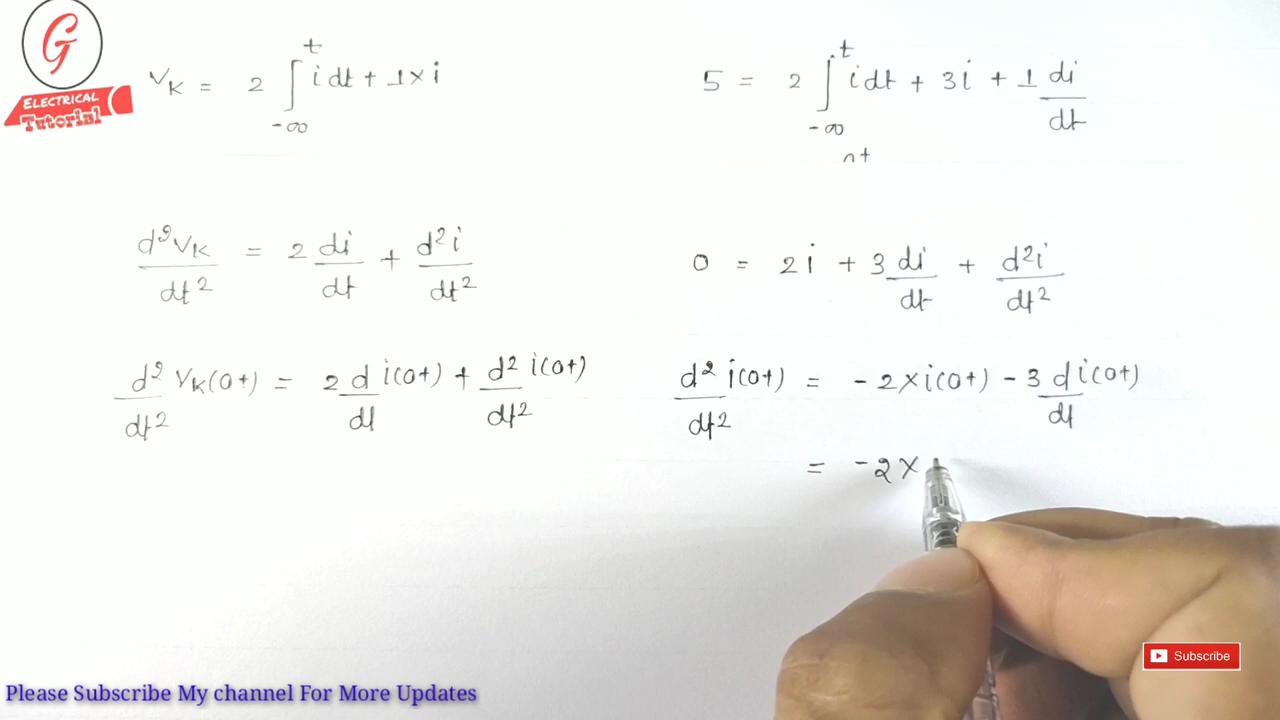 G
ELECTRICAL
Tutorial
V_K = 2 ∫_{-∞}^{t} i dt + 1 × i
5 = 2 ∫_{-∞}^{t} i dt + 3i + 1 di/dt
0+
d²V_K/dt² = 2 di/dt + d²i/dt²
0 = 2i + 3 di/dt + d²i/dt²
d²/dt² V_K(0+) = 2 d/dt i(0+) + d²/dt² i(0+)
d²/dt² i(0+) = -2 × i(0+) - 3 d/dt i(0+)
= -2 ×
Subscribe
Please Subscribe My channel For More Updates